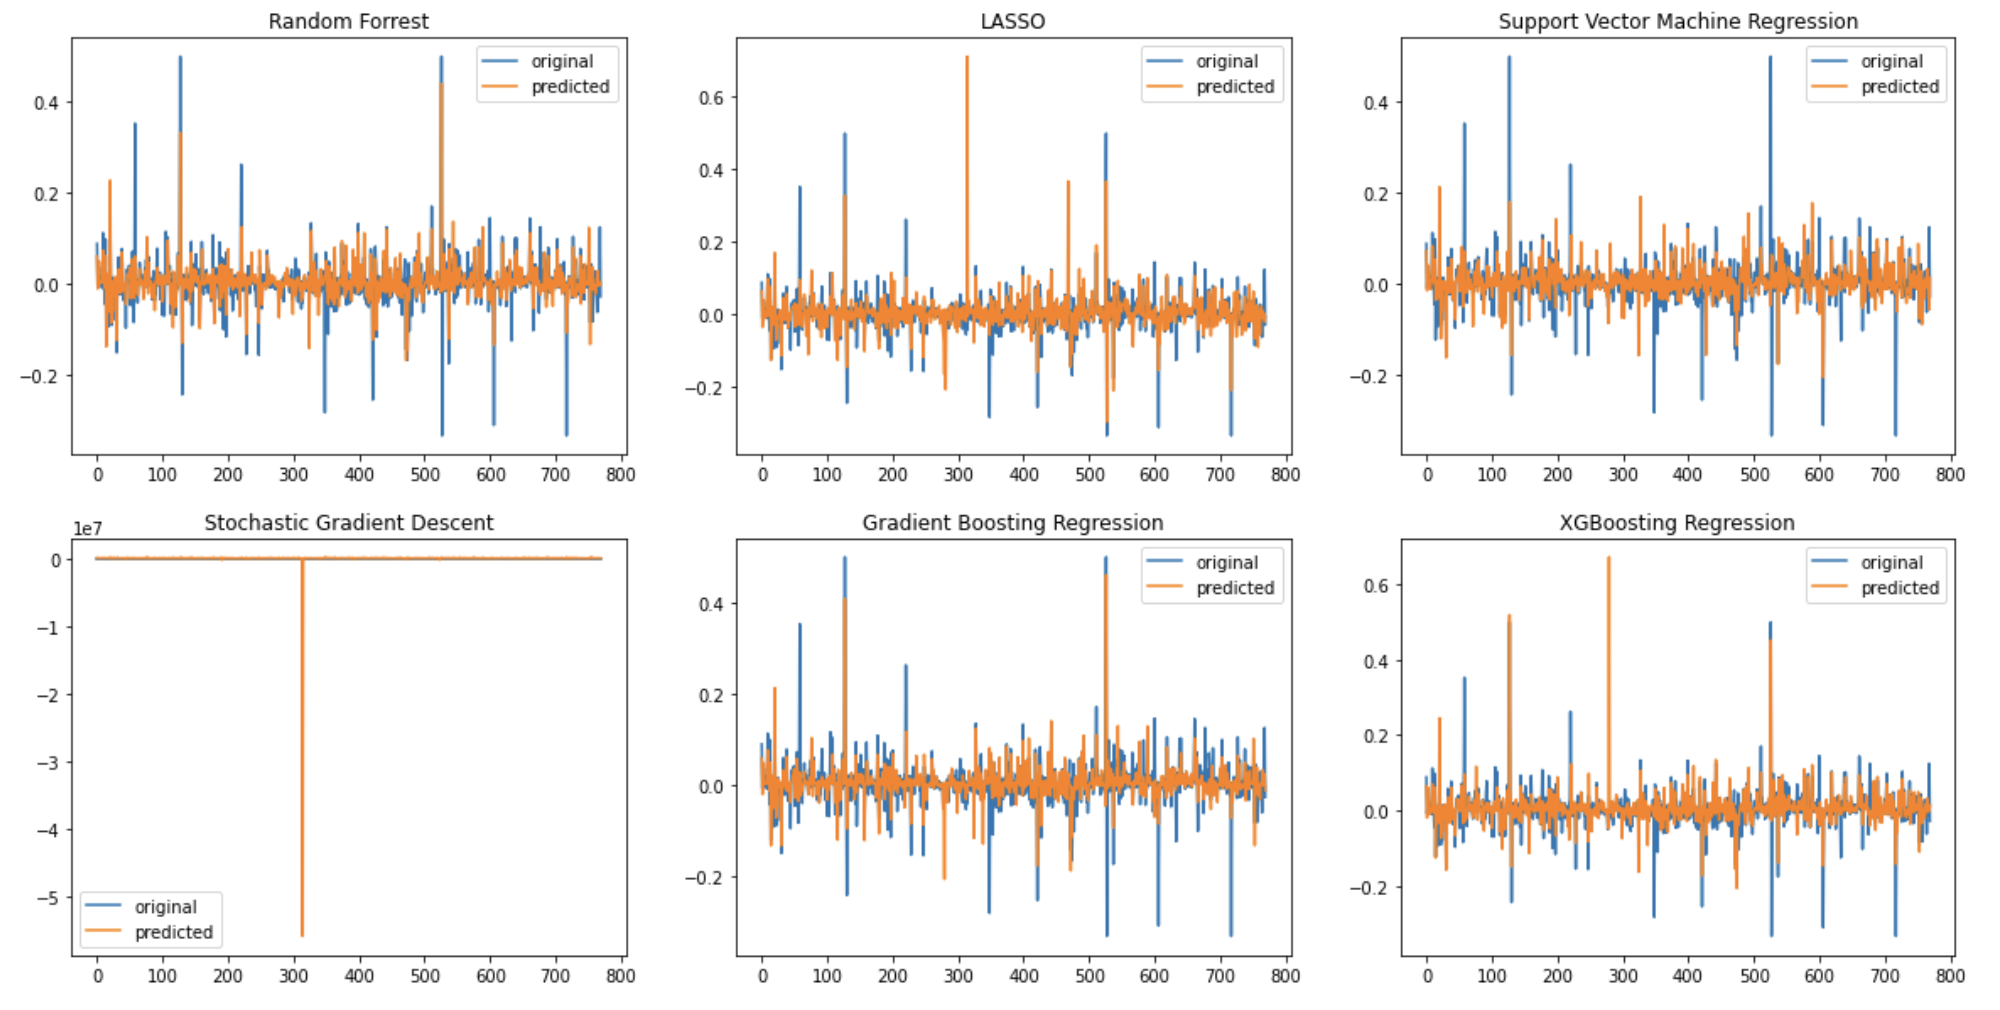 Random Forrest
original
predicted
0.4
0.2
0.0
−0.2
0 100 200 300 400 500 600 700 800
LASSO
original
predicted
0.6
0.4
0.2
0.0
−0.2
0 100 200 300 400 500 600 700 800
Support Vector Machine Regression
original
predicted
0.4
0.2
0.0
−0.2
0 100 200 300 400 500 600 700 800
Stochastic Gradient Descent
1e7
0
−1
−2
−3
−4
−5
original
predicted
0 100 200 300 400 500 600 700 800
Gradient Boosting Regression
original
predicted
0.4
0.2
0.0
−0.2
0 100 200 300 400 500 600 700 800
XGBoosting Regression
original
predicted
0.6
0.4
0.2
0.0
−0.2
0 100 200 300 400 500 600 700 800